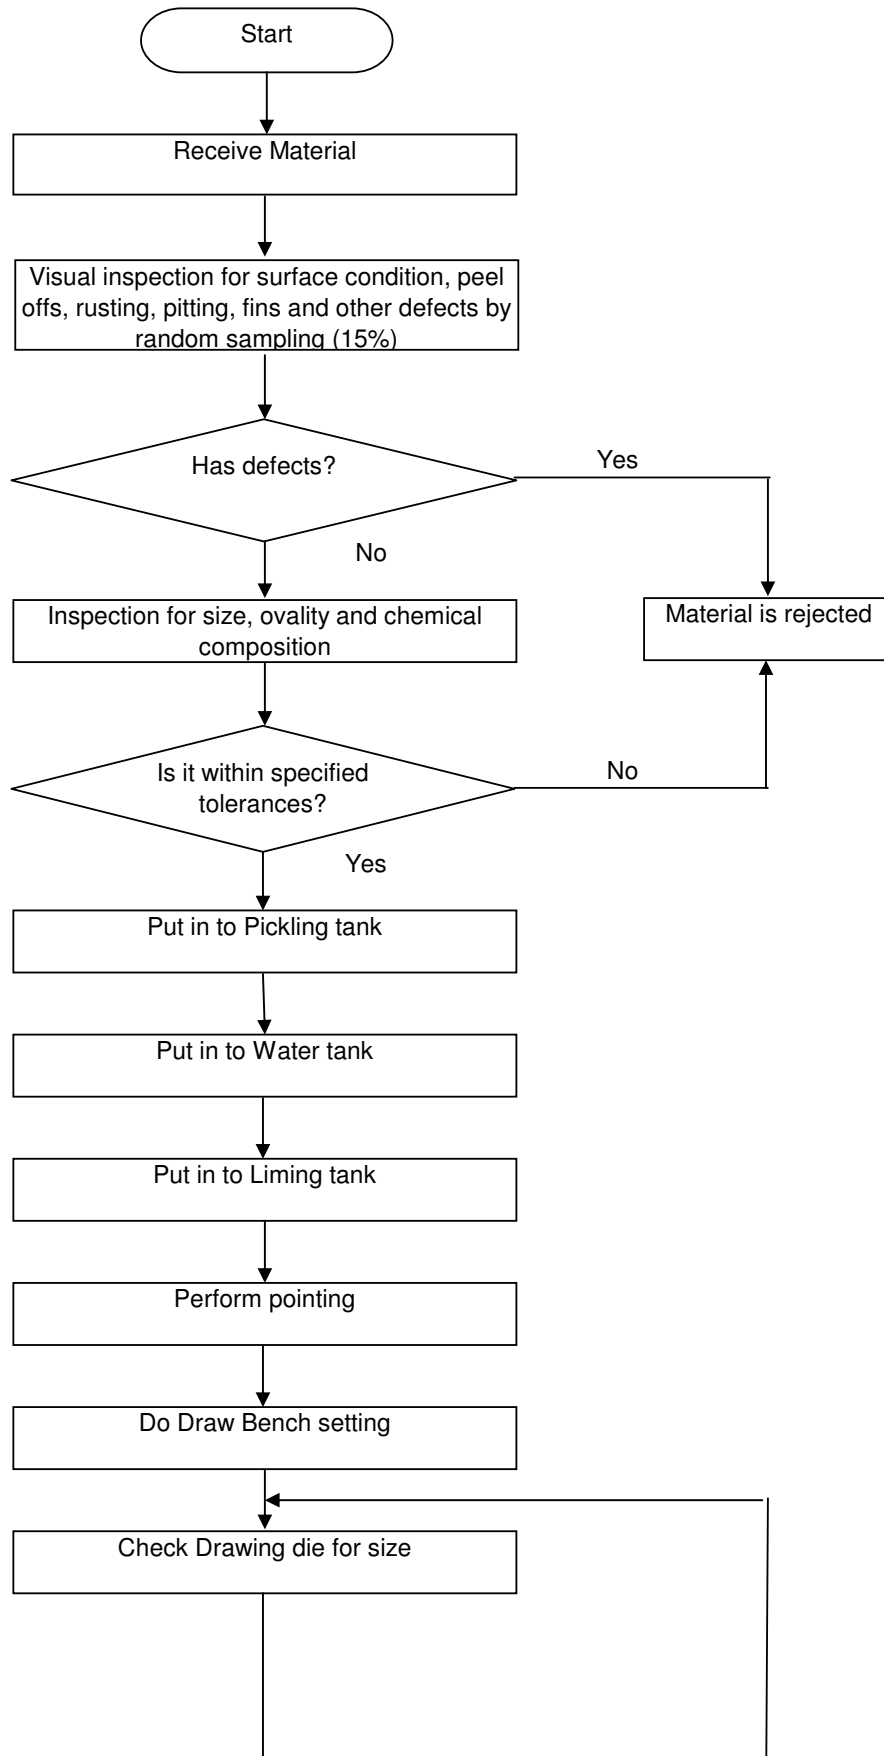 Start
Receive Material
Visual inspection for surface condition, peel
offs, rusting, pitting, fins and other defects by
random sampling (15%)
Has defects?
Yes
No
Inspection for size, ovality and chemical
composition
Material is rejected
Is it within specified
tolerances?
No
Yes
Put in to Pickling tank
Put in to Water tank
Put in to Liming tank
Perform pointing
Do Draw Bench setting
Check Drawing die for size